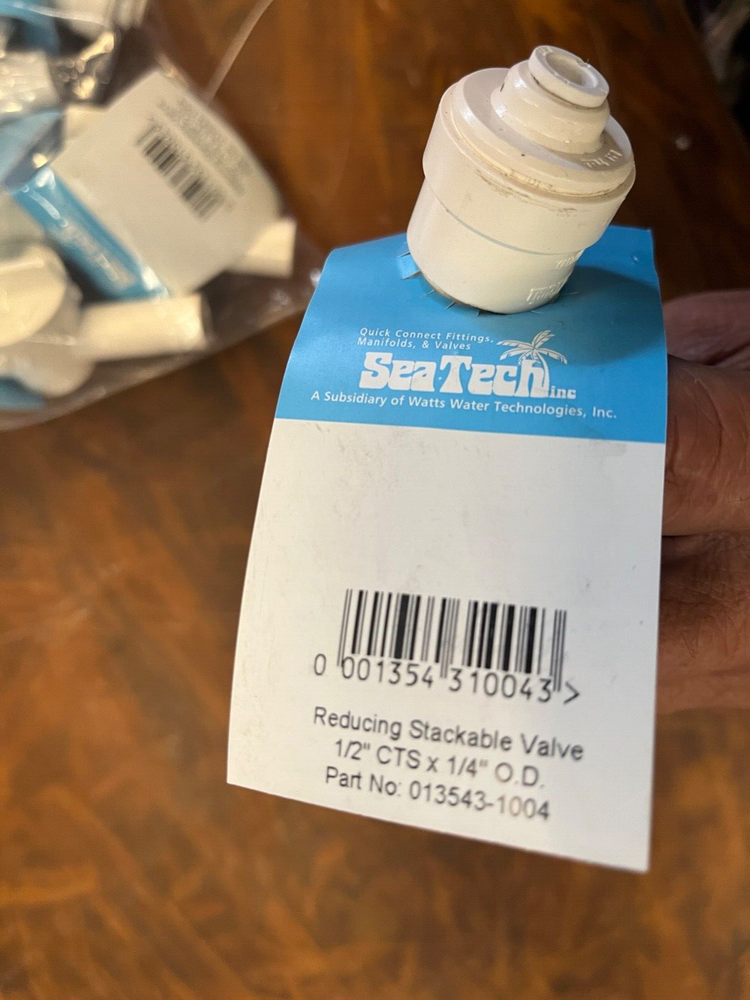 Quick Connect Fittings,
Manifolds, & Valves
SeaTech inc
A Subsidiary of Watts Water Technologies, Inc.
0 001354 310043 >
Reducing Stackable Valve
1/2" CTS x 1/4" O.D.
Part No: 013543-1004